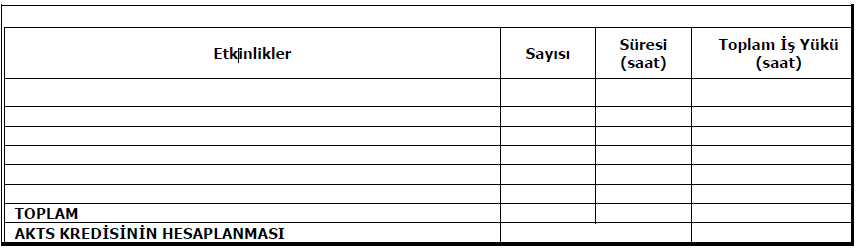 Etkinlikler
Sayısı
Süresi
(saat)
Toplam İş Yükü
(saat)
TOPLAM
AKTS KREDİSİNİN HESAPLANMASI